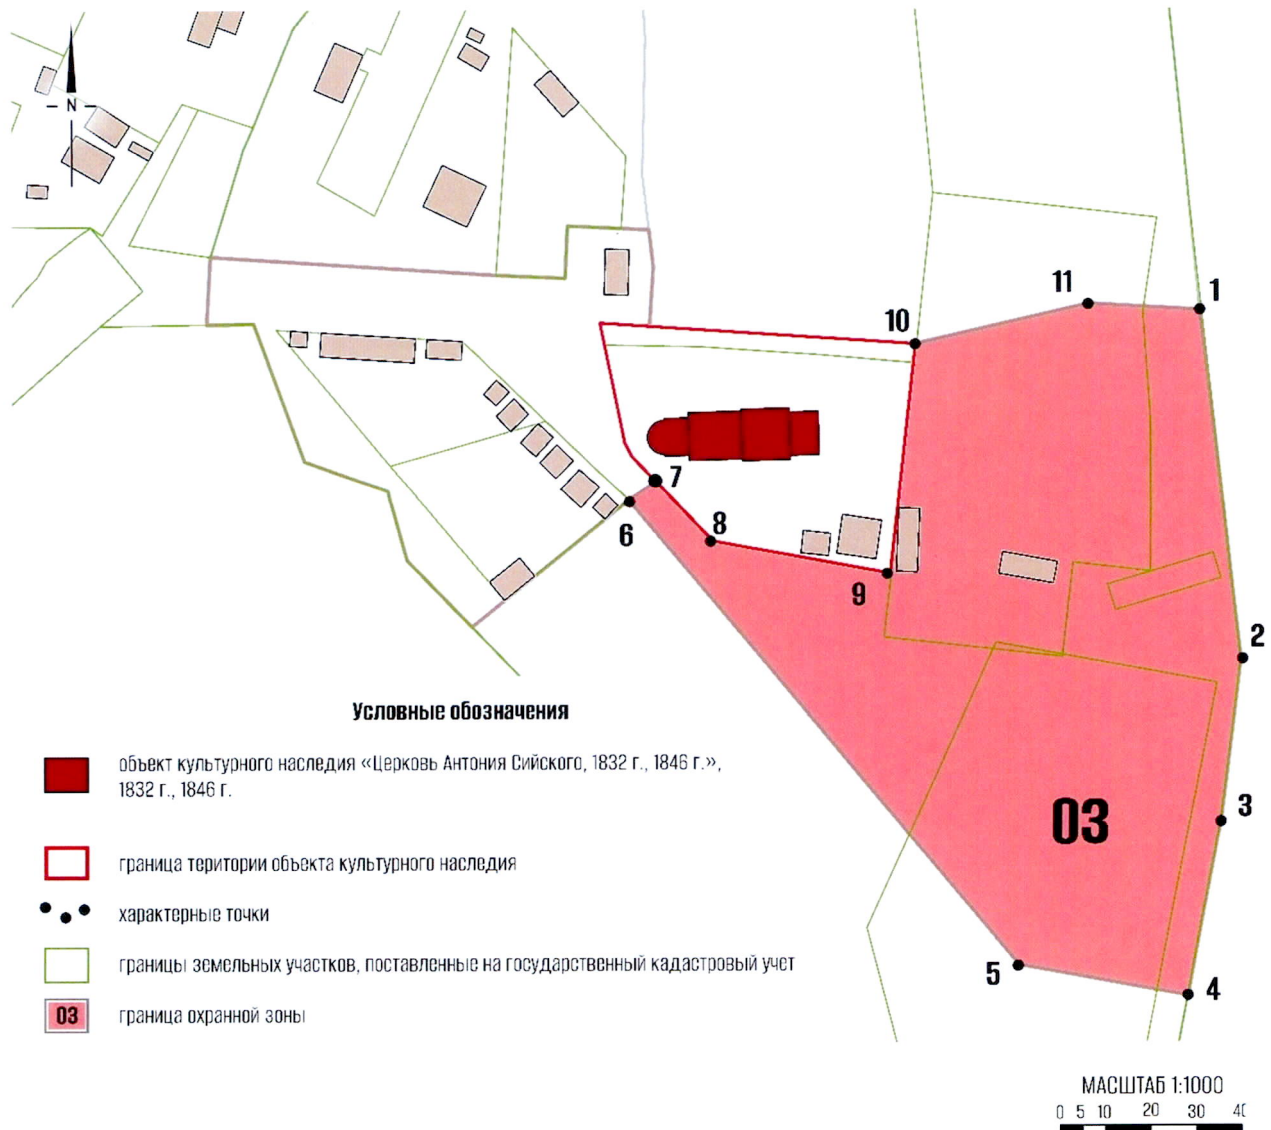 N
11
1
10
7
6
8
9
2
3
5
4
ОЗ
Условные обозначения
объект культурного наследия «Церковь Антония Сийского, 1832 г., 1846 г.»,
1832 г., 1846 г.
граница територии объекта культурного наследия
характерные точки
границы земельных участков, поставленные на государственный кадастровый учет
ОЗ
граница охранной зоны
МАСШТАБ 1:1000
0 5 10 20 30